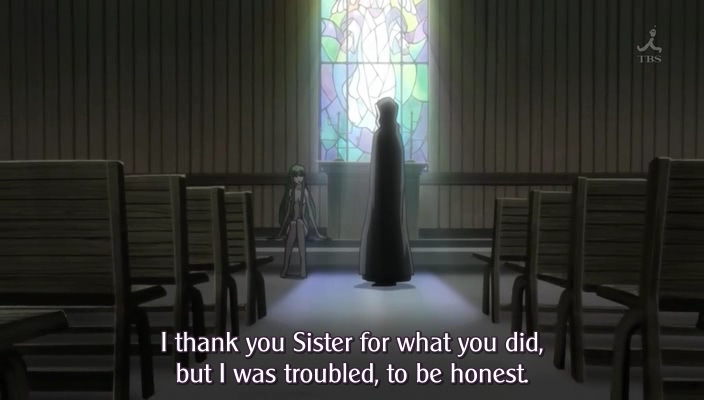 TBS
I thank you Sister for what you did,
but I was troubled, to be honest.